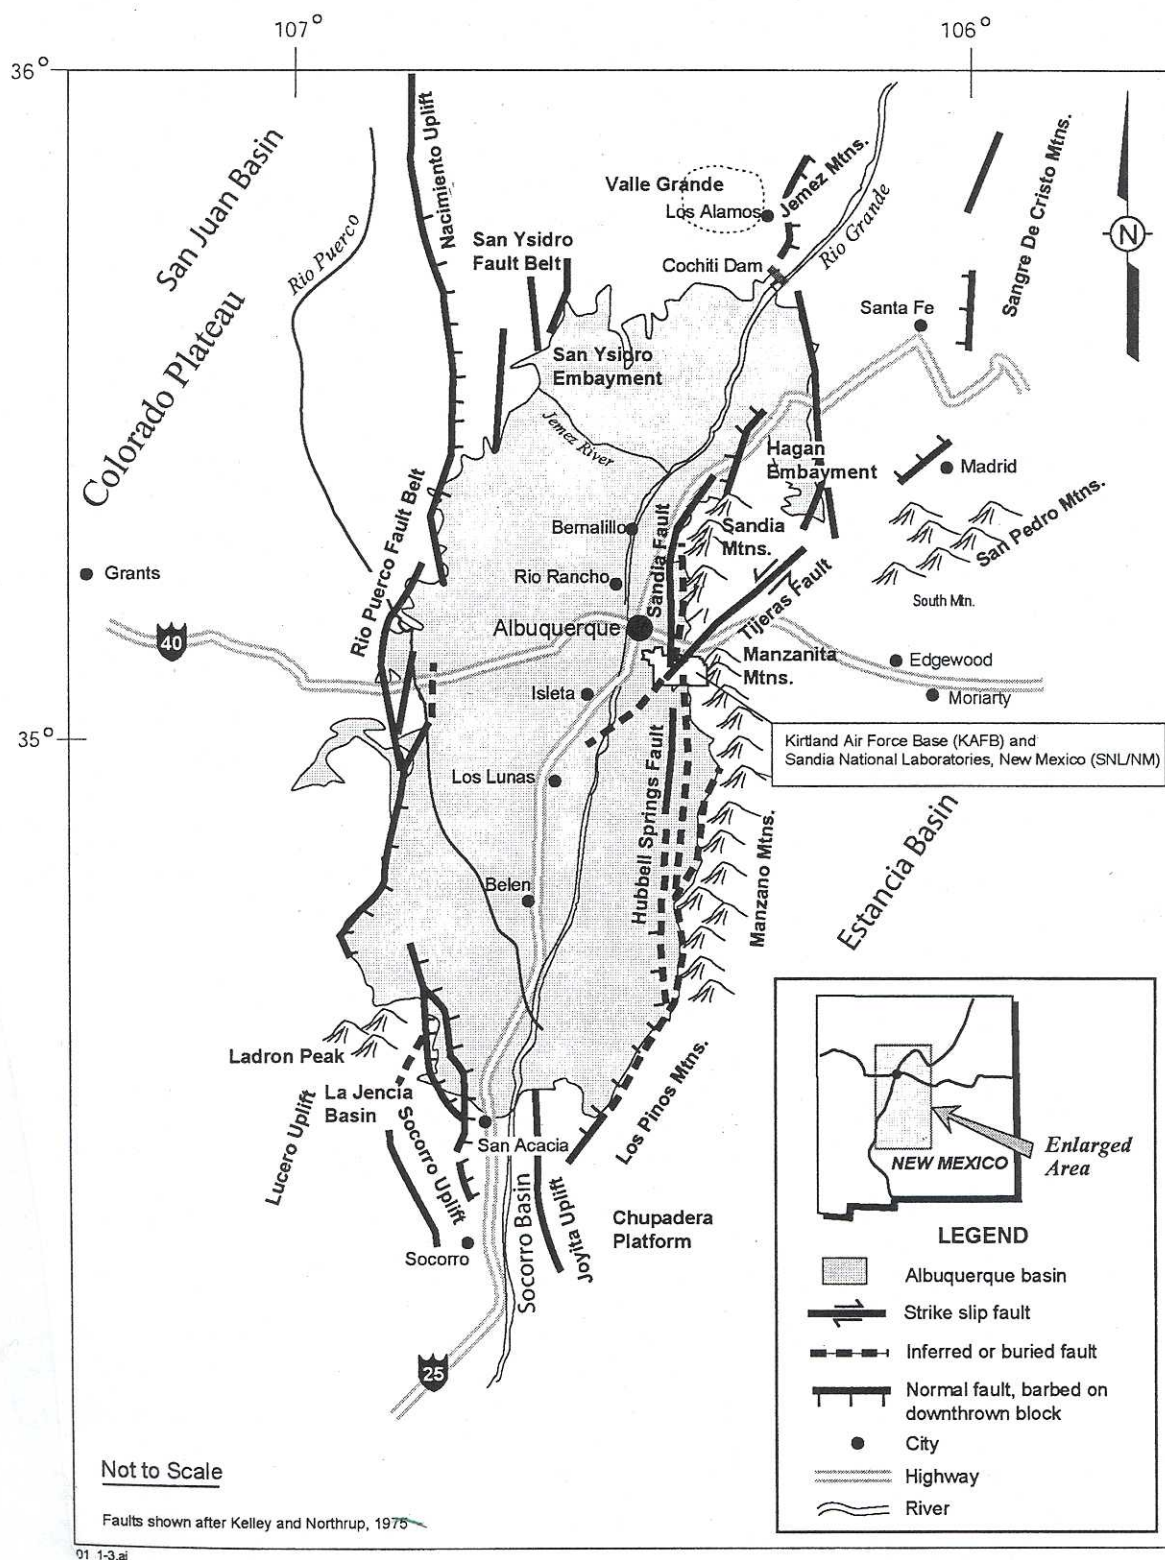 107°
106°
36°
San Juan Basin
Nacimiento Uplift
Rio Puerco
Valle Grande
Los Alamos
Jemez Mtns.
Sangre De Cristo Mtns.
San Ysidro
Fault Belt
Cochiti Dam
Rio Grande
N
Santa Fe
Colorado Plateau
San Ysidro
Embayment
Jemez River
Hagan
Embayment
Madrid
Rio Puerco Fault Belt
Bernalillo
Sandia Fault
Sandia
Mtns.
San Pedro Mtns.
Grants
Rio Rancho
Tijeras Fault
South Mtn.
40
Albuquerque
Manzanita
Mtns.
Edgewood
Isleta
Moriarty
35°
Kirtland Air Force Base (KAFB) and
Sandia National Laboratories, New Mexico (SNL/NM)
Los Lunas
Hubbell Springs Fault
Manzano Mtns.
Estancia Basin
Belen
Ladron Peak
La Jencia
Basin
Lucero Uplift
Socorro Uplift
San Acacia
Los Pinos Mtns.
Socorro Basin
Joyita Uplift
Chupadera
Platform
Socorro
25
NEW MEXICO
Enlarged
Area
LEGEND
Albuquerque basin
Strike slip fault
Inferred or buried fault
Normal fault, barbed on
downthrown block
City
Highway
River
Not to Scale
Faults shown after Kelley and Northrup, 1975
01 1-3.ai